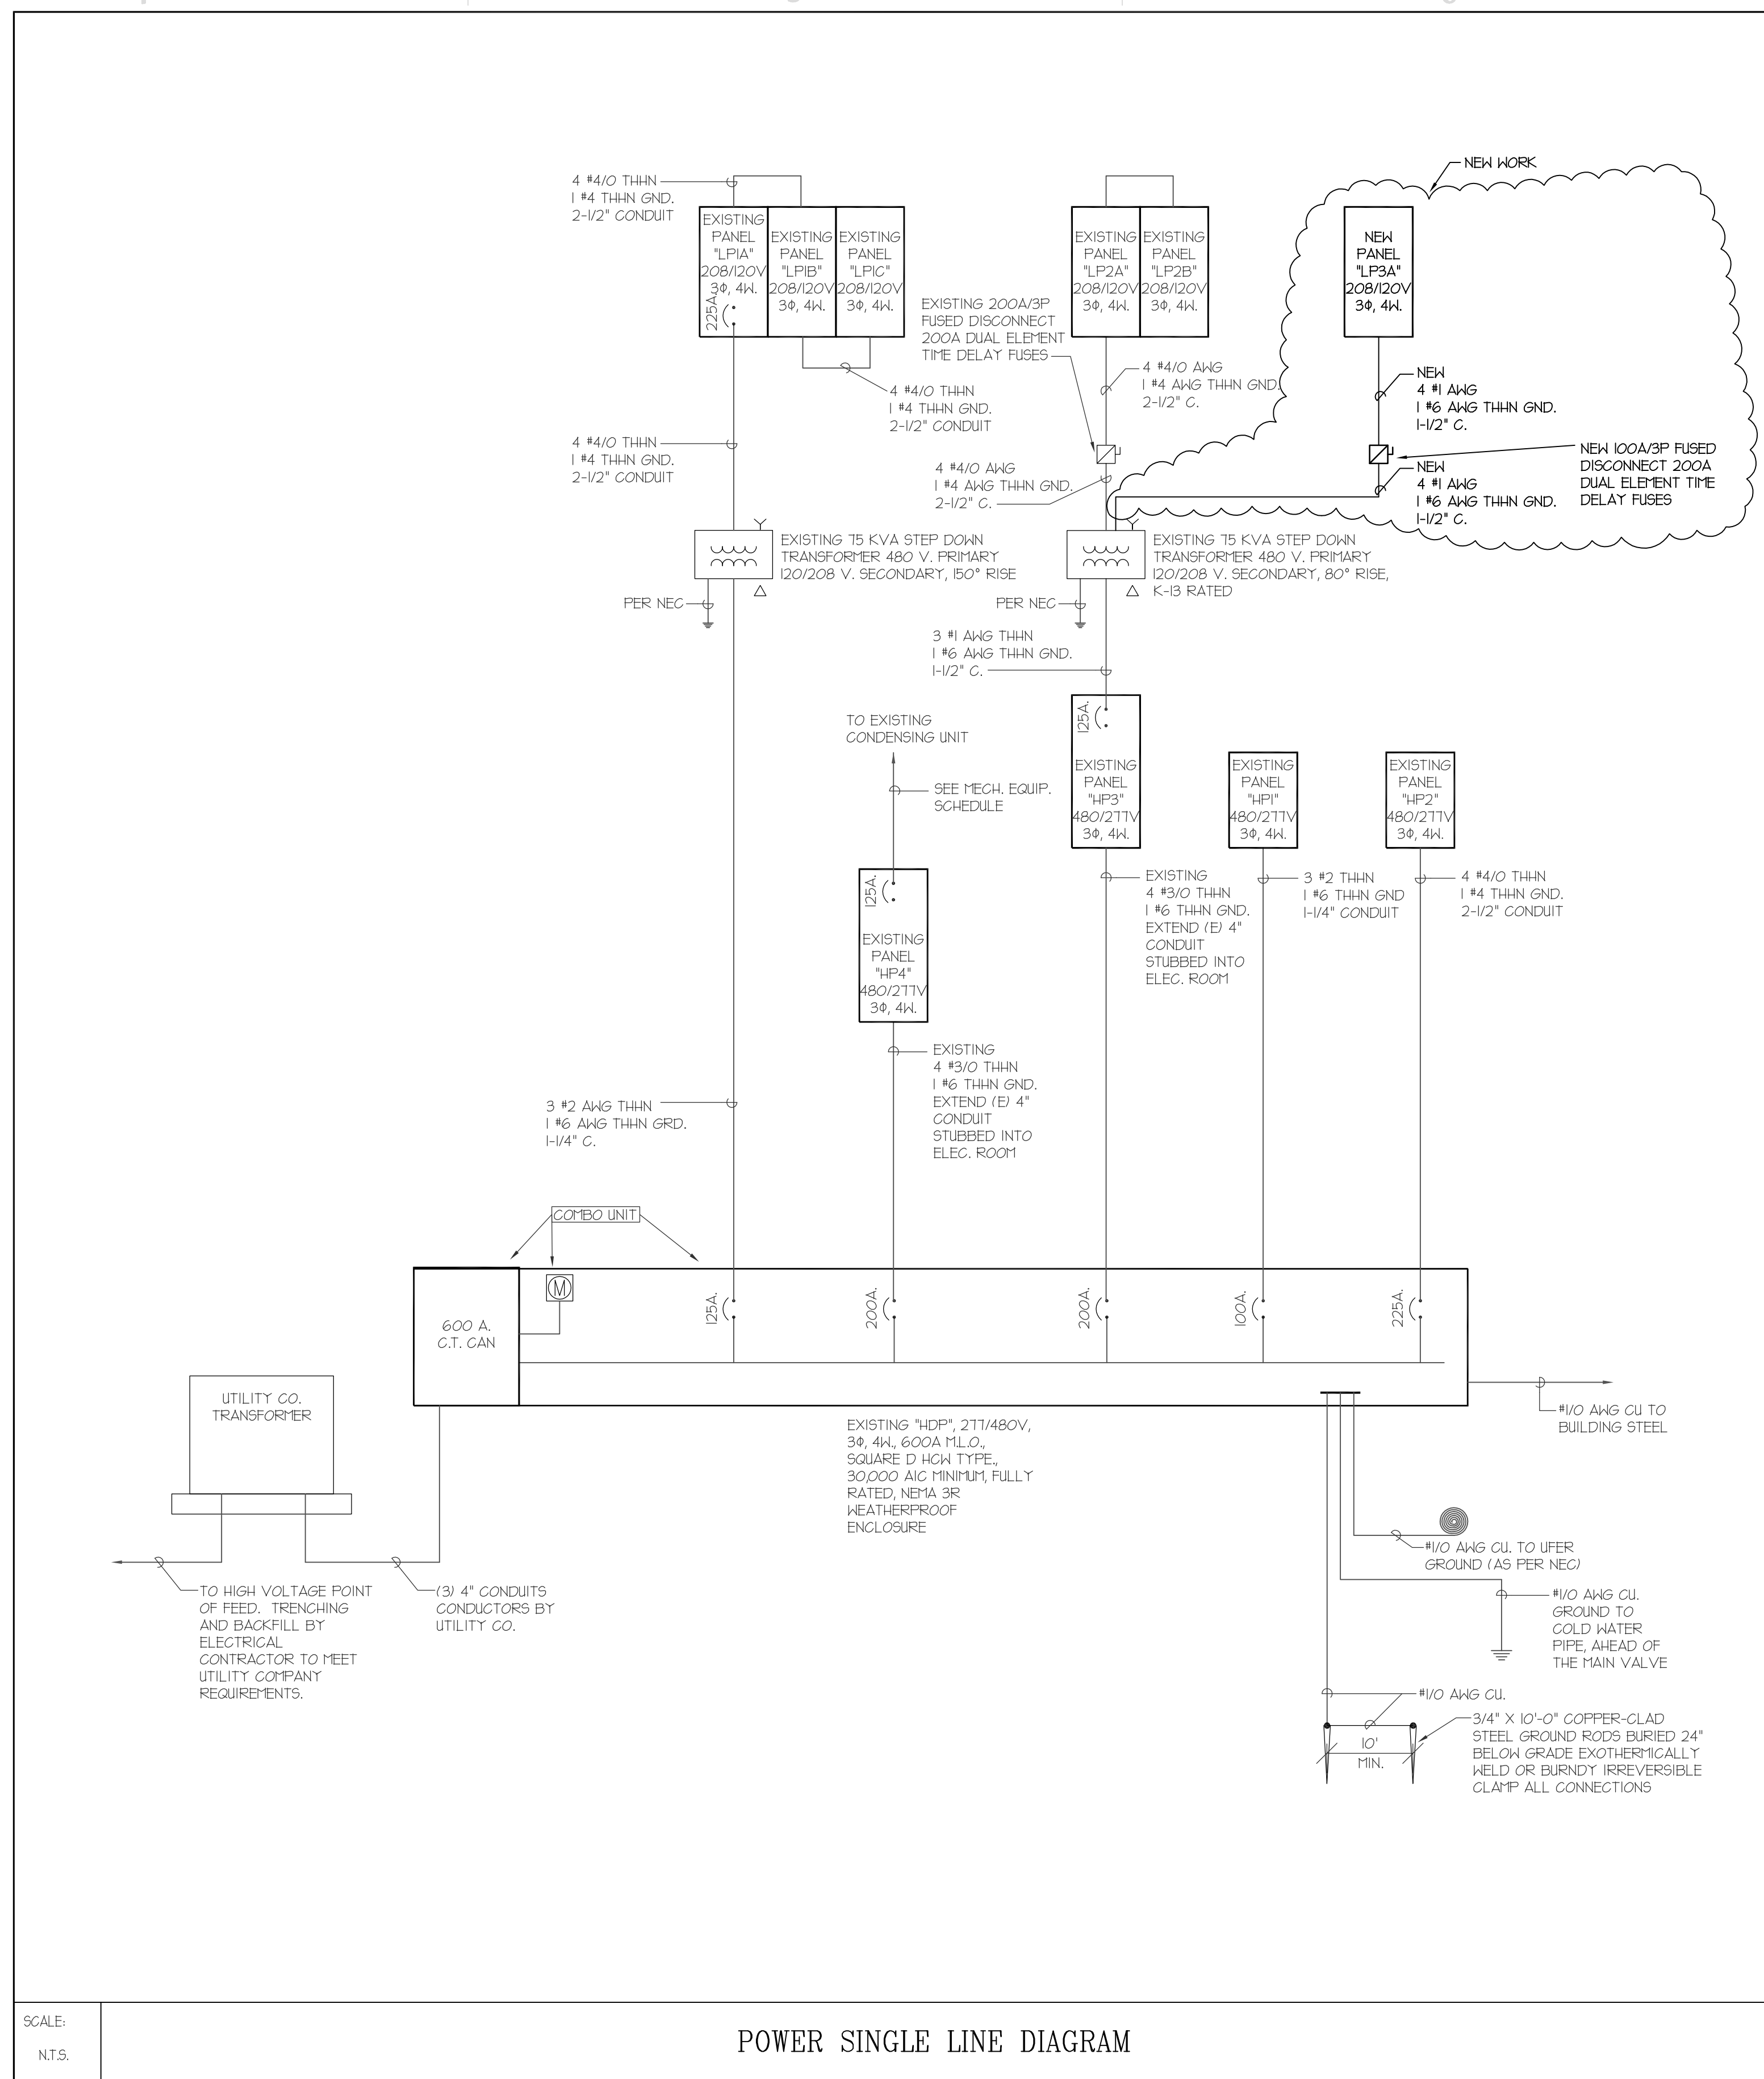 NEW WORK
4 #4/0 THHN
1 #4 THHN GND.
2-1/2" CONDUIT
EXISTING
PANEL
"LP1A"
208/120V
3Φ, 4W.
225A.
EXISTING
PANEL
"LP1B"
208/120V
3Φ, 4W.
EXISTING
PANEL
"LP1C"
208/120V
3Φ, 4W.
EXISTING
PANEL
"LP2A"
208/120V
3Φ, 4W.
EXISTING
PANEL
"LP2B"
208/120V
3Φ, 4W.
NEW
PANEL
"LP3A"
208/120V
3Φ, 4W.
EXISTING 200A/3P
FUSED DISCONNECT
200A DUAL ELEMENT
TIME DELAY FUSES
4 #4/0 THHN
1 #4 THHN GND.
2-1/2" CONDUIT
4 #4/0 AWG
1 #4 AWG THHN GND.
2-1/2" C.
NEW
4 #1 AWG
1 #6 AWG THHN GND.
1-1/2" C.
4 #4/0 THHN
1 #4 THHN GND.
2-1/2" CONDUIT
4 #4/0 AWG
1 #4 AWG THHN GND.
2-1/2" C.
NEW
4 #1 AWG
1 #6 AWG THHN GND.
1-1/2" C.
NEW 100A/3P FUSED
DISCONNECT 200A
DUAL ELEMENT TIME
DELAY FUSES
EXISTING 75 KVA STEP DOWN
TRANSFORMER 480 V. PRIMARY
120/208 V. SECONDARY, 150° RISE
EXISTING 75 KVA STEP DOWN
TRANSFORMER 480 V. PRIMARY
120/208 V. SECONDARY, 80° RISE,
K-13 RATED
PER NEC
PER NEC
3 #1 AWG THHN
1 #6 AWG THHN GND.
1-1/2" C.
TO EXISTING
CONDENSING UNIT
SEE MECH. EQUIP.
SCHEDULE
125A.
EXISTING
PANEL
"HP3"
480/277V
3Φ, 4W.
EXISTING
PANEL
"HP1"
480/277V
3Φ, 4W.
EXISTING
PANEL
"HP2"
480/277V
3Φ, 4W.
125A.
EXISTING
PANEL
"HP4"
480/277V
3Φ, 4W.
EXISTING
4 #3/0 THHN
1 #6 THHN GND.
EXTEND (E) 4"
CONDUIT
STUBBED INTO
ELEC. ROOM
3 #2 THHN
1 #6 THHN GND
1-1/4" CONDUIT
4 #4/0 THHN
1 #4 THHN GND.
2-1/2" CONDUIT
EXISTING
4 #3/0 THHN
1 #6 THHN GND.
EXTEND (E) 4"
CONDUIT
STUBBED INTO
ELEC. ROOM
3 #2 AWG THHN
1 #6 AWG THHN GRD.
1-1/4" C.
COMBO UNIT
M
600 A.
C.T. CAN
125A.
200A.
200A.
100A.
225A.
UTILITY CO.
TRANSFORMER
EXISTING "HDP", 277/480V,
3Φ, 4W., 600A M.L.O.,
SQUARE D HCW TYPE.,
30,000 AIC MINIMUM, FULLY
RATED, NEMA 3R
WEATHERPROOF
ENCLOSURE
#1/0 AWG CU TO
BUILDING STEEL
#1/0 AWG CU. TO UFER
GROUND (AS PER NEC)
TO HIGH VOLTAGE POINT
OF FEED. TRENCHING
AND BACKFILL BY
ELECTRICAL
CONTRACTOR TO MEET
UTILITY COMPANY
REQUIREMENTS.
(3) 4" CONDUITS
CONDUCTORS BY
UTILITY CO.
#1/0 AWG CU.
GROUND TO
COLD WATER
PIPE, AHEAD OF
THE MAIN VALVE
#1/0 AWG CU.
10'
MIN.
3/4" X 10'-0" COPPER-CLAD
STEEL GROUND RODS BURIED 24"
BELOW GRADE EXOTHERMICALLY
WELD OR BURNDY IRREVERSIBLE
CLAMP ALL CONNECTIONS
SCALE:
N.T.S.
POWER SINGLE LINE DIAGRAM